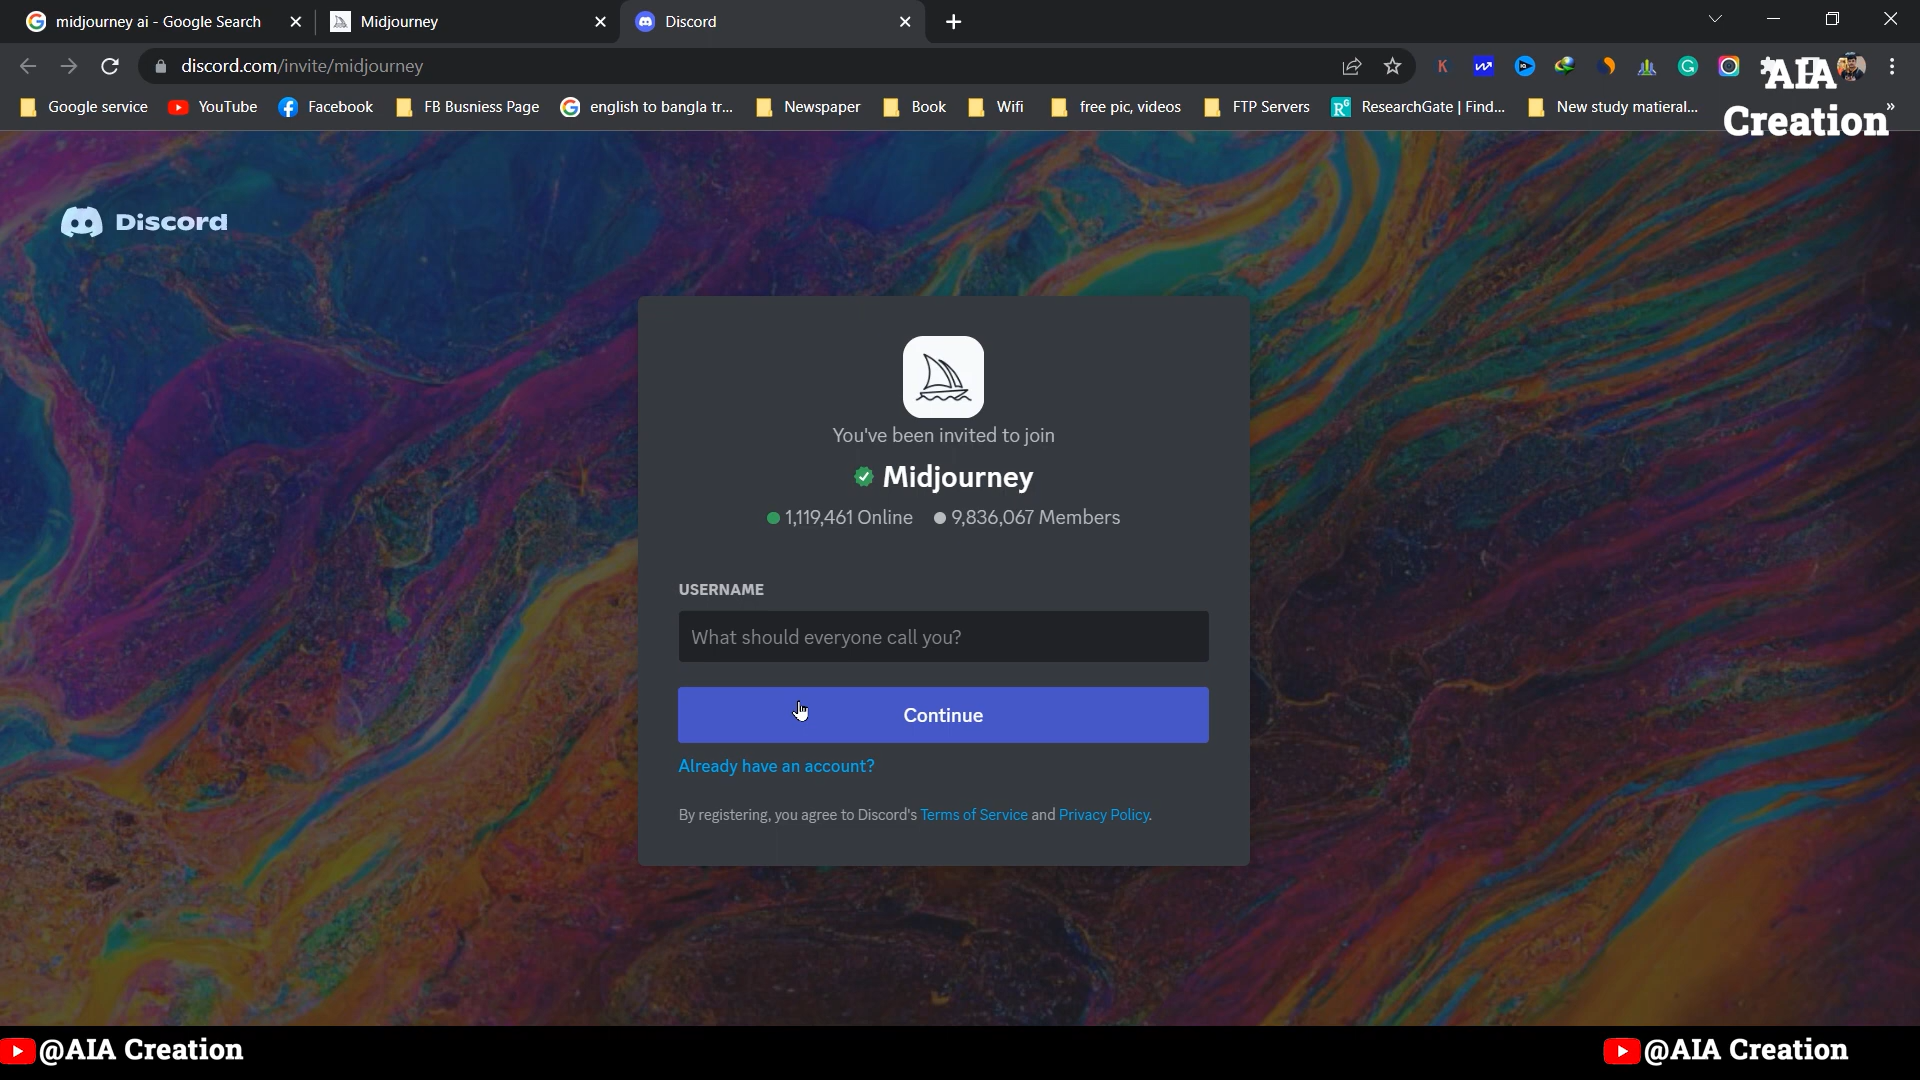 midjourney ai - Google Search
Midjourney
Discord
discord.com/invite/midjourney
Google service
YouTube
Facebook
FB Busniess Page
english to bangla tr...
Newspaper
Book
Wifi
free pic, videos
FTP Servers
ResearchGate | Find...
New study matieral...
»
AIA
Creation
Discord
You've been invited to join
Midjourney
1,119,461 Online 9,836,067 Members
USERNAME
What should everyone call you?
Continue
Already have an account?
By registering, you agree to Discord's Terms of Service and Privacy Policy.
@AIA Creation
@AIA Creation